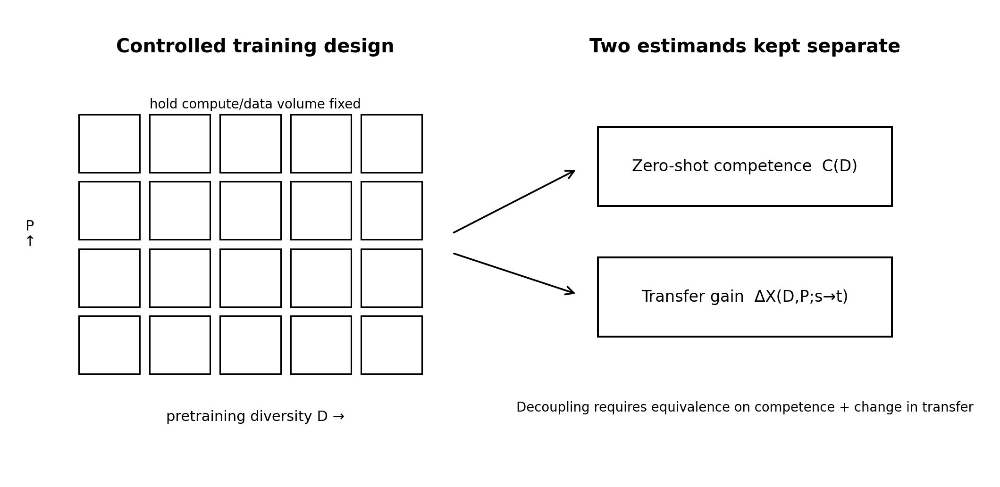 Controlled training design
Two estimands kept separate
hold compute/data volume fixed
Zero-shot competence  C(D)
P
↑
Transfer gain  ΔX(D,P;s→t)
Decoupling requires equivalence on competence + change in transfer
pretraining diversity D →